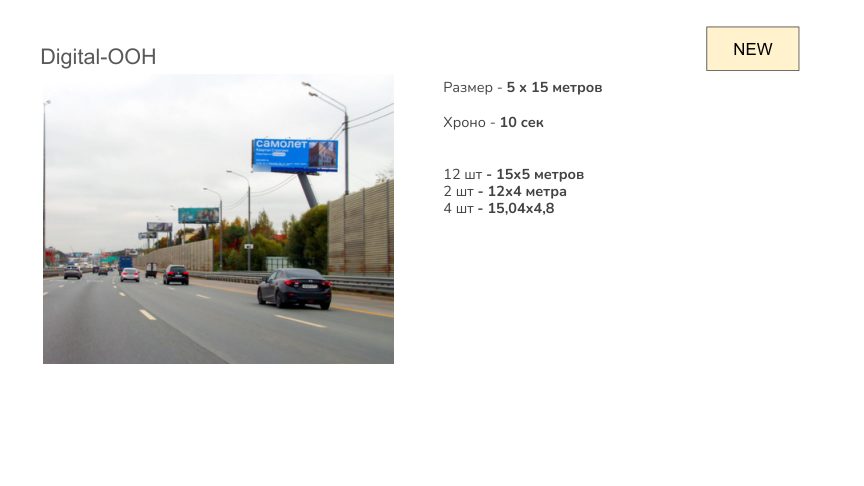 Digital-OOH
NEW
Размер - 5 х 15 метров
Хроно - 10 сек
12 шт - 15х5 метров
2 шт - 12х4 метра
4 шт - 15,04х4,8
самолет